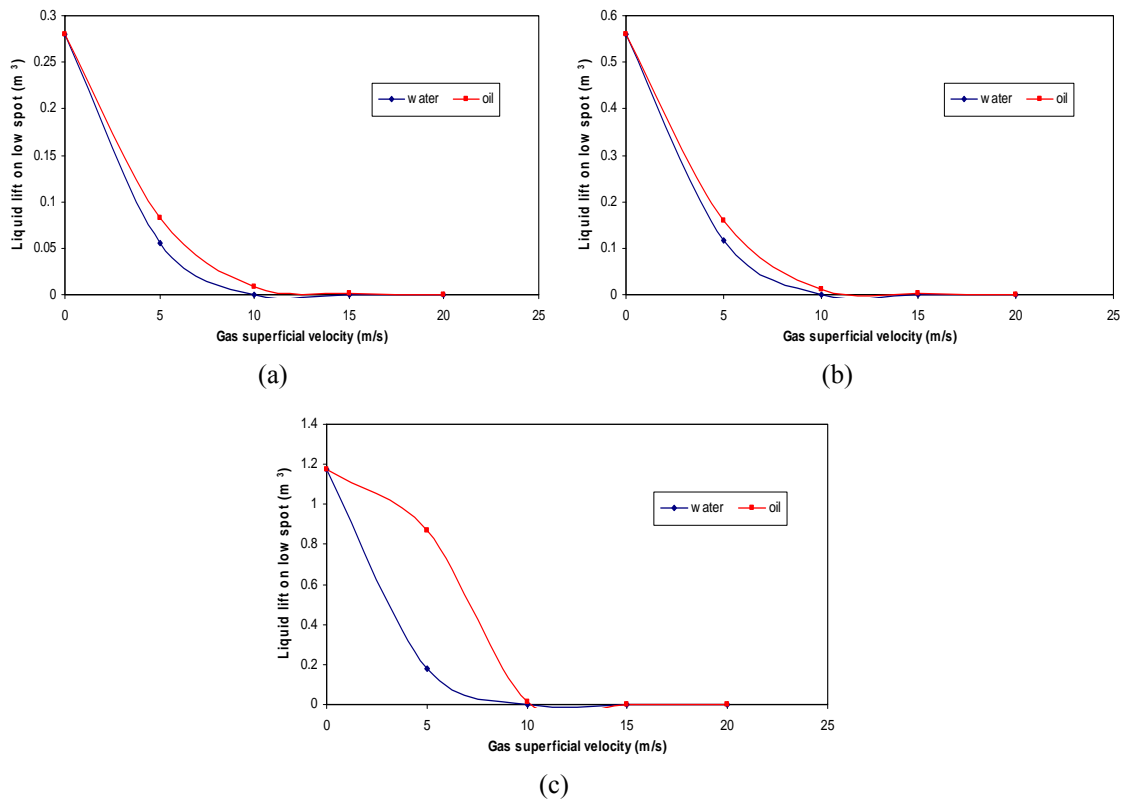 0.3
0.25
0.2
0.15
0.1
0.05
0
Liquid lift on low spot (m ³)
water oil
0 5 10 15 20 25
Gas superficial velocity (m/s)
(a)
0.6
0.5
0.4
0.3
0.2
0.1
0
Liquid lift on low spot (m ³)
water oil
0 5 10 15 20 25
Gas superficial velocity (m/s)
(b)
1.4
1.2
1
0.8
0.6
0.4
0.2
0
Liquid lift on low spot (m ³)
water oil
0 5 10 15 20 25
Gas superficial velocity (m/s)
(c)